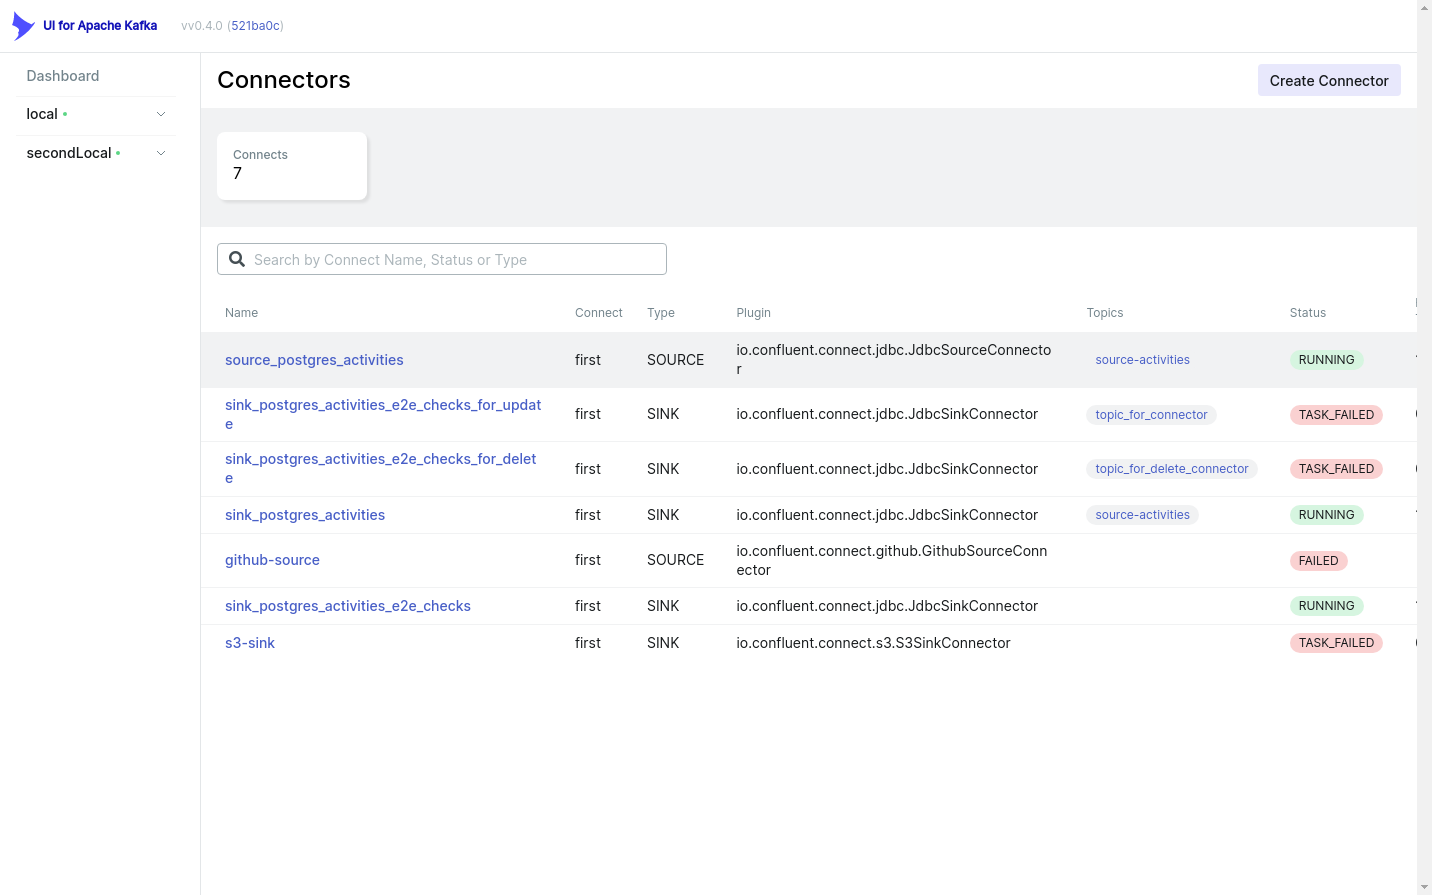 UI for Apache Kafka
vv0.4.0 (521ba0c)
Dashboard
local
secondLocal
Connectors
Create Connector
Connects
7
Search by Connect Name, Status or Type
Name Connect Type Plugin Topics Status
source_postgres_activities first SOURCE io.confluent.connect.jdbc.JdbcSourceConnecto
r source-activities RUNNING
sink_postgres_activities_e2e_checks_for_updat
e first SINK io.confluent.connect.jdbc.JdbcSinkConnector topic_for_connector TASK_FAILED
sink_postgres_activities_e2e_checks_for_delet
e first SINK io.confluent.connect.jdbc.JdbcSinkConnector topic_for_delete_connector TASK_FAILED
sink_postgres_activities first SINK io.confluent.connect.jdbc.JdbcSinkConnector source-activities RUNNING
github-source first SOURCE io.confluent.connect.github.GithubSourceConn
ector FAILED
sink_postgres_activities_e2e_checks first SINK io.confluent.connect.jdbc.JdbcSinkConnector RUNNING
s3-sink first SINK io.confluent.connect.s3.S3SinkConnector TASK_FAILED